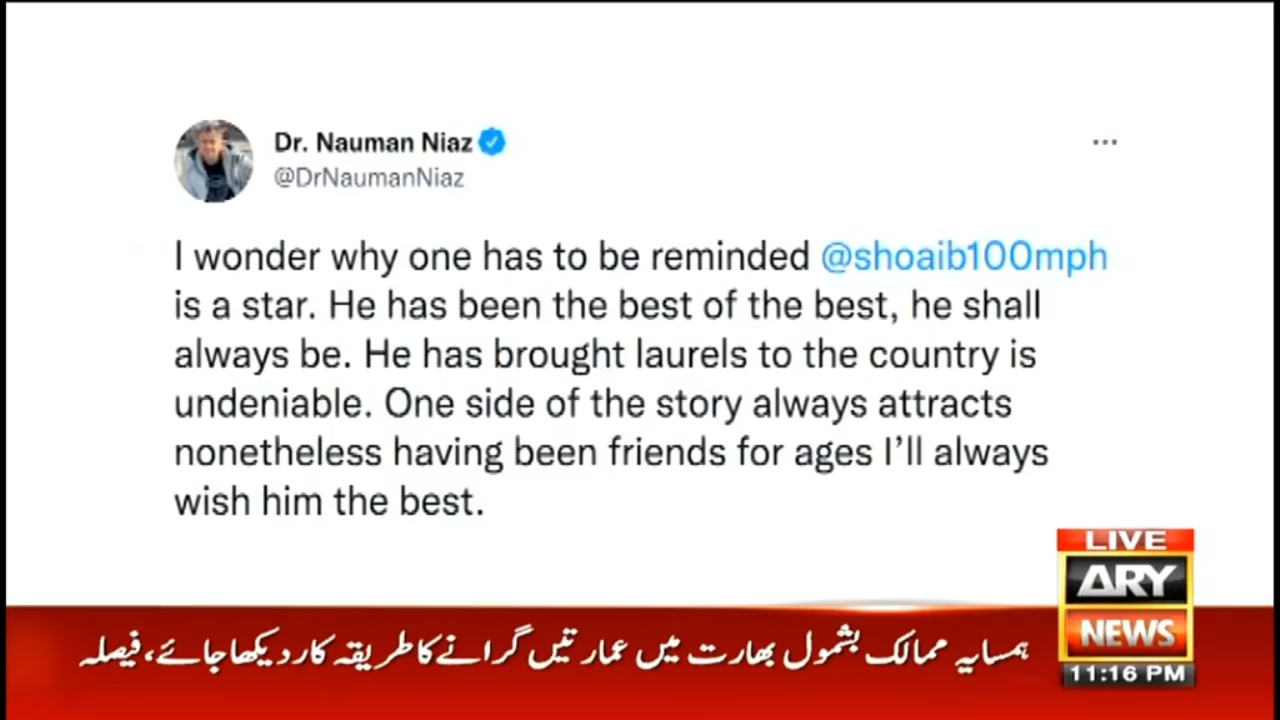 Dr. Nauman Niaz
@DrNaumanNiaz
I wonder why one has to be reminded @shoaib100mph
is a star. He has been the best of the best, he shall
always be. He has brought laurels to the country is
undeniable. One side of the story always attracts
nonetheless having been friends for ages I'll always
wish him the best.
LIVE
ARY
NEWS
11:16 PM
ہمسایہ ممالک بشمول بھارت میں عمارتیں گرانے کا طریقہ کار دیکھا جائے، فیصلہ